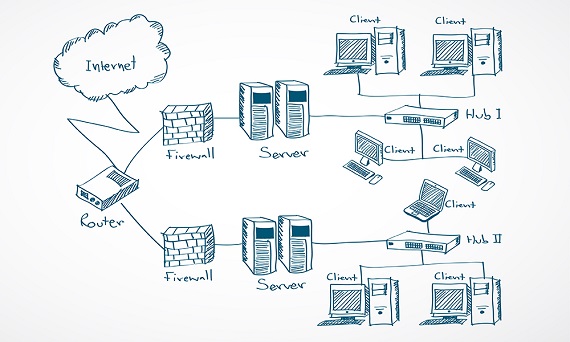 Client
Client
Internet
Hub I
Firewall
Server
Client
Client
Router
Client
Hub II
Firewall
Server
Client
Client